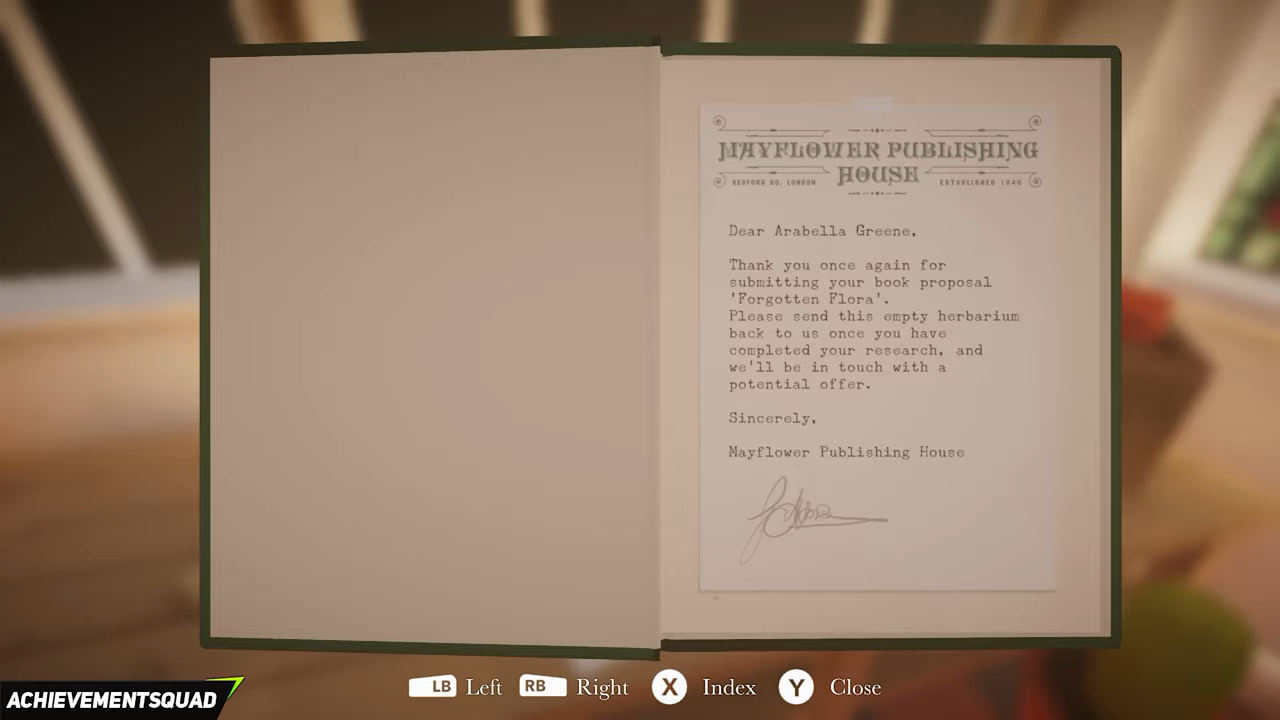 MAYFLOWER PUBLISHING
HOUSE
BEDFORD SQ. LONDON
ESTABLISHED 1840
Dear Arabella Greene,
Thank you once again for
submitting your book proposal
'Forgotten Flora'.
Please send this empty herbarium
back to us once you have
completed your research, and
we'll be in touch with a
potential offer.
Sincerely,
Mayflower Publishing House
LB Left RB Right X Index Y Close
ACHIEVEMENTSQUAD